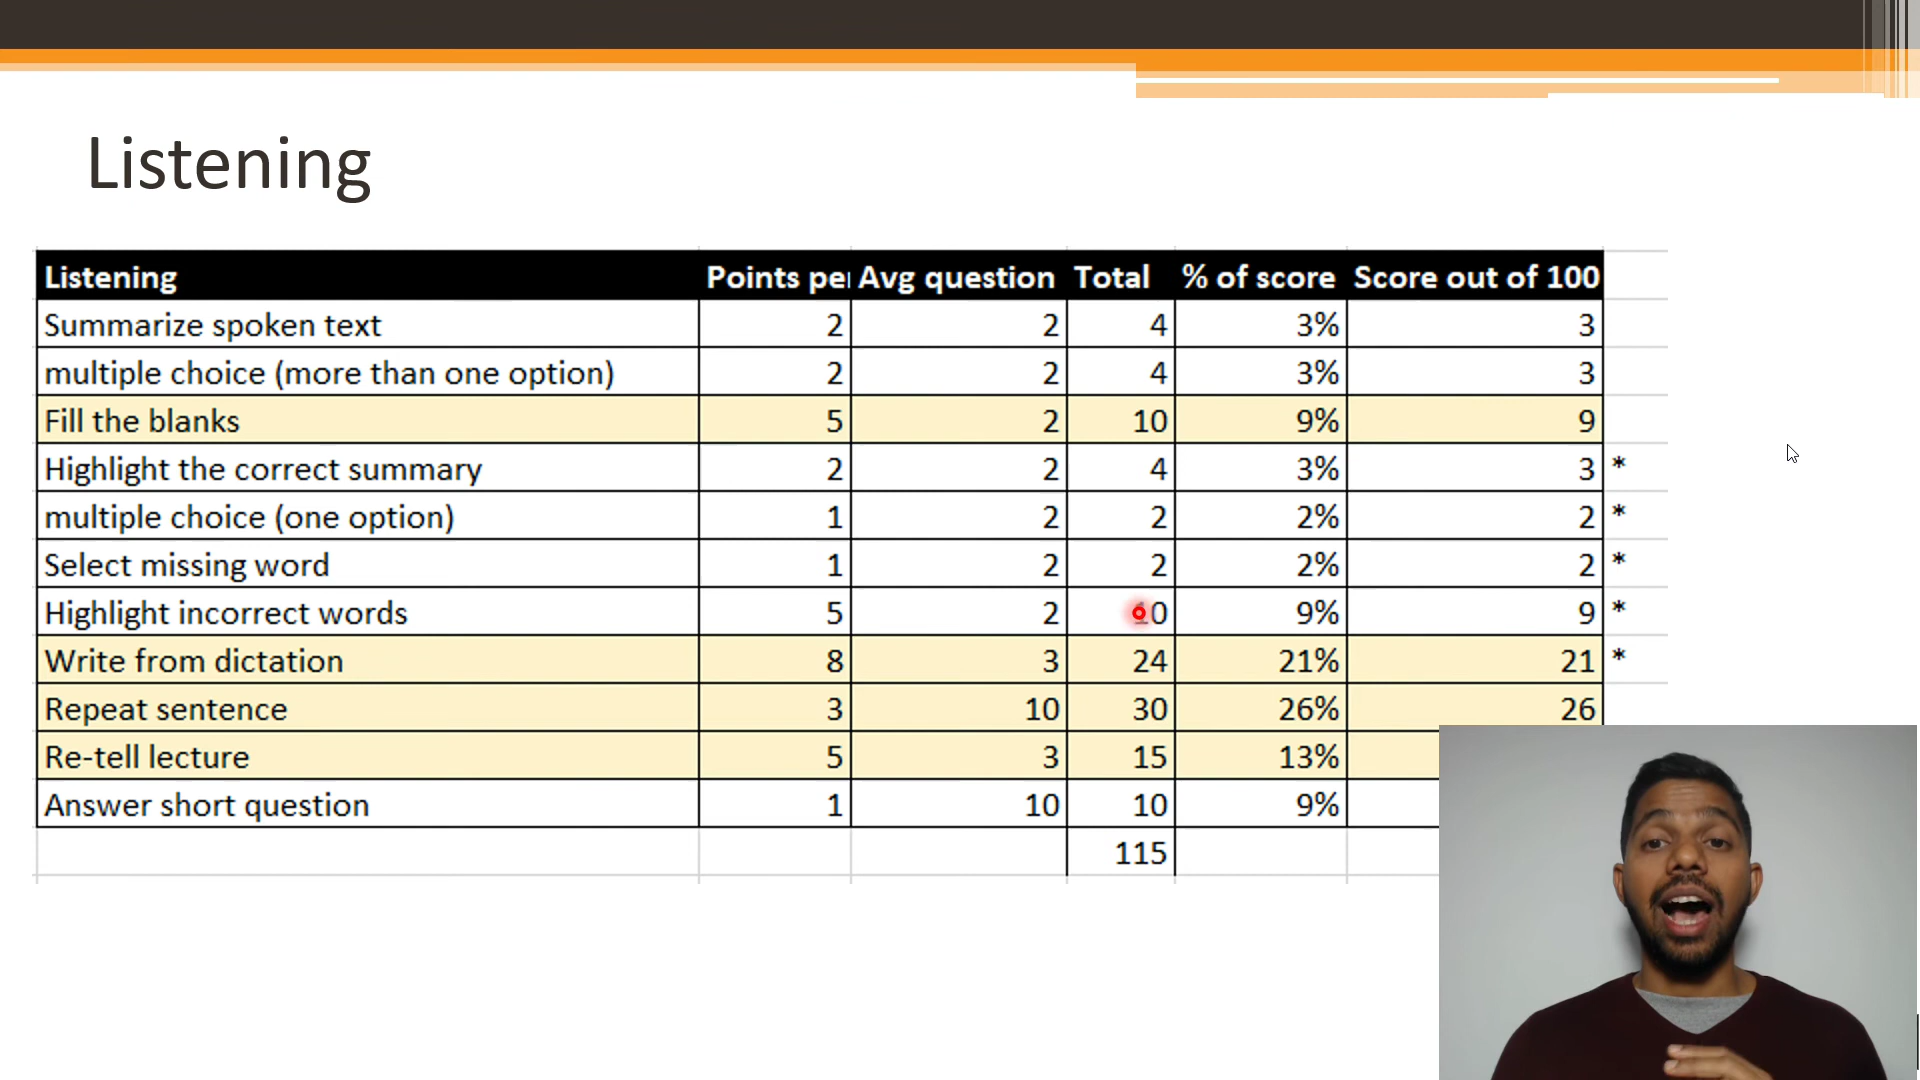 Listening
Listening Points per Avg question Total % of score Score out of 100
Summarize spoken text 2 2 4 3% 3
multiple choice (more than one option) 2 2 4 3% 3
Fill the blanks 5 2 10 9% 9
Highlight the correct summary 2 2 4 3% 3 *
multiple choice (one option) 1 2 2 2% 2 *
Select missing word 1 2 2 2% 2 *
Highlight incorrect words 5 2 10 9% 9 *
Write from dictation 8 3 24 21% 21 *
Repeat sentence 3 10 30 26% 26
Re-tell lecture 5 3 15 13%
Answer short question 1 10 10 9%
115